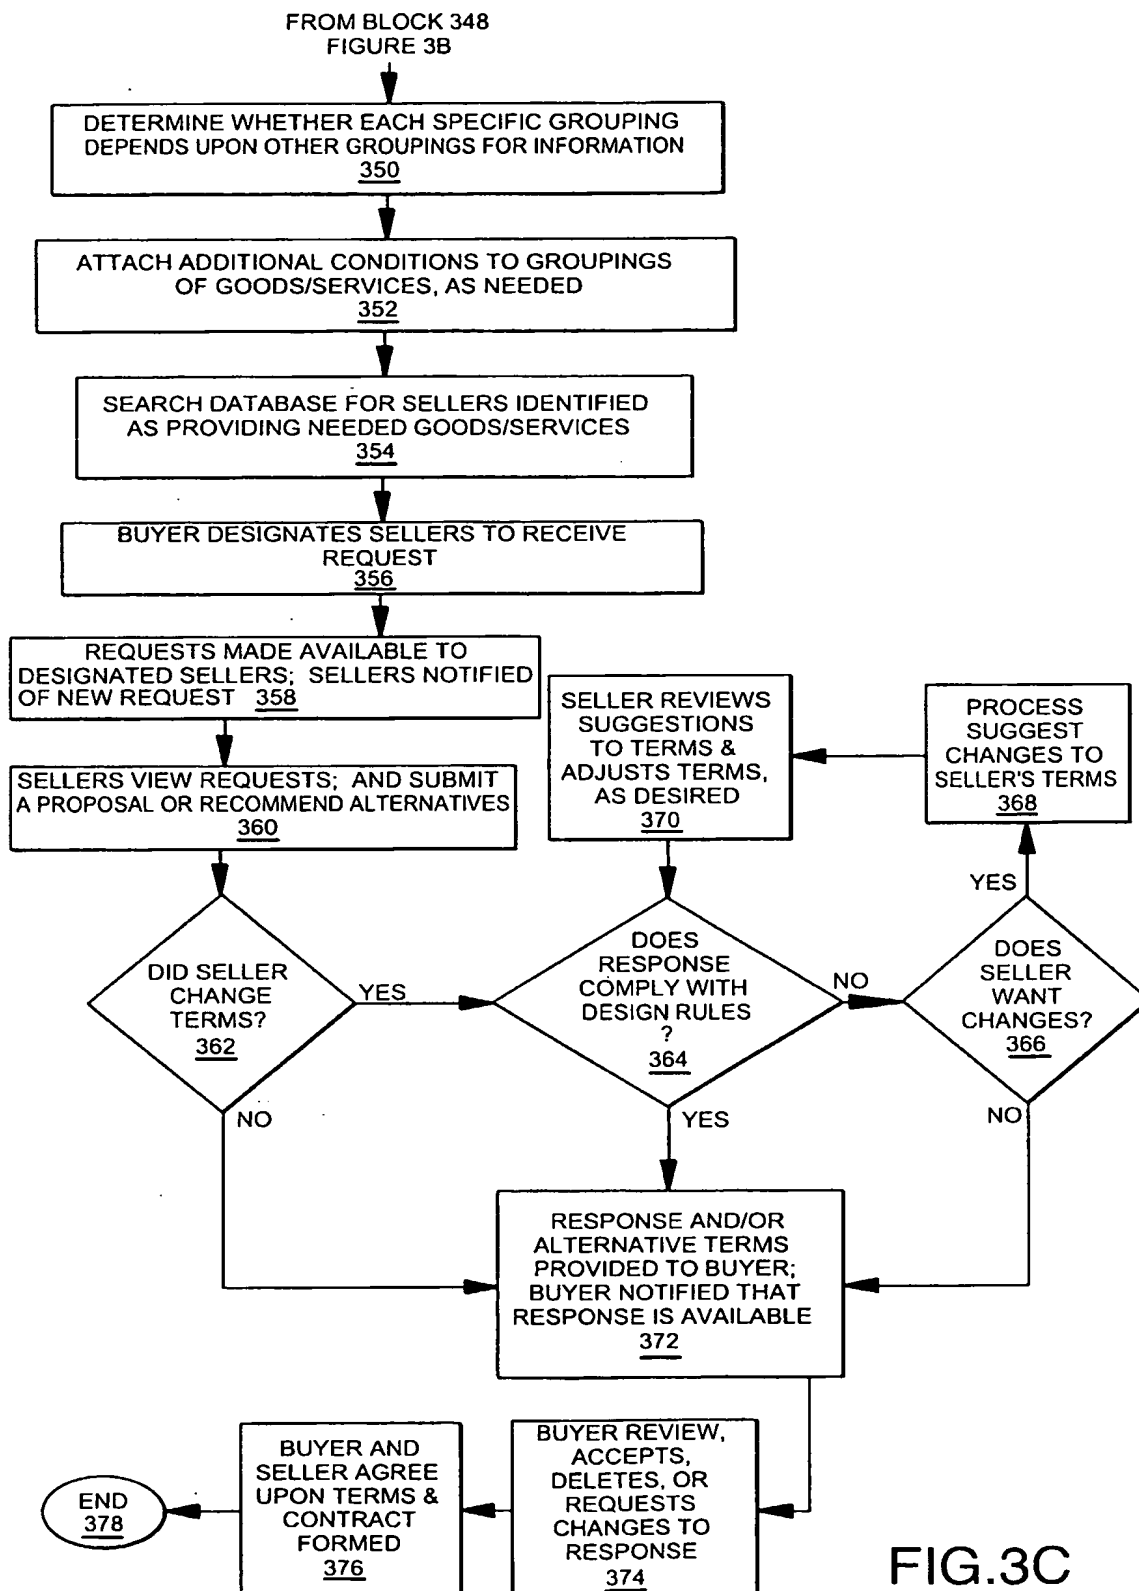 FROM BLOCK 348
FIGURE 3B
DETERMINE WHETHER EACH SPECIFIC GROUPING
DEPENDS UPON OTHER GROUPINGS FOR INFORMATION
350
ATTACH ADDITIONAL CONDITIONS TO GROUPINGS
OF GOODS/SERVICES, AS NEEDED
352
SEARCH DATABASE FOR SELLERS IDENTIFIED
AS PROVIDING NEEDED GOODS/SERVICES
354
BUYER DESIGNATES SELLERS TO RECEIVE
REQUEST
356
REQUESTS MADE AVAILABLE TO
DESIGNATED SELLERS; SELLERS NOTIFIED
OF NEW REQUEST 358
SELLERS VIEW REQUESTS; AND SUBMIT
A PROPOSAL OR RECOMMEND ALTERNATIVES
360
SELLER REVIEWS
SUGGESTIONS
TO TERMS &
ADJUSTS TERMS,
AS DESIRED
370
PROCESS
SUGGEST
CHANGES TO
SELLER'S TERMS
368
YES
DID SELLER
CHANGE
TERMS?
362
YES
NO
DOES
RESPONSE
COMPLY WITH
DESIGN RULES
?
364
NO
YES
DOES
SELLER
WANT
CHANGES?
366
NO
RESPONSE AND/OR
ALTERNATIVE TERMS
PROVIDED TO BUYER;
BUYER NOTIFIED THAT
RESPONSE IS AVAILABLE
372
BUYER REVIEW,
ACCEPTS,
DELETES, OR
REQUESTS
CHANGES TO
RESPONSE
374
BUYER AND
SELLER AGREE
UPON TERMS &
CONTRACT
FORMED
376
END
378
FIG.3C